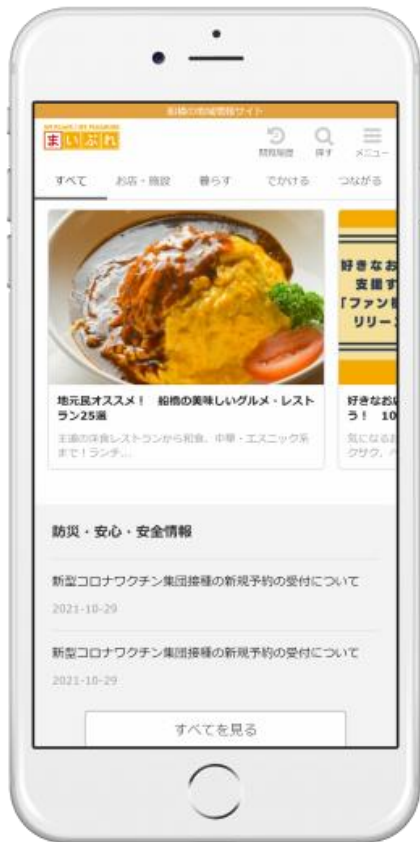 船橋の地域情報サイト
まいぷれ
閲覧履歴 探す メニュー
すべて お店・施設 暮らす でかける つながる
地元民オススメ！ 船橋の美味しいグルメ・レスト
ラン25選
王道の洋食レストランから和食、中華・エスニック系
まで！ランチ...
好きなお
支援す
「ファン
リリー
好きなお
う！ 10
気になるお
クサク、
防災・安心・安全情報
新型コロナワクチン集団接種の新規予約の受付について
2021-10-29
新型コロナワクチン集団接種の新規予約の受付について
2021-10-29
すべてを見る